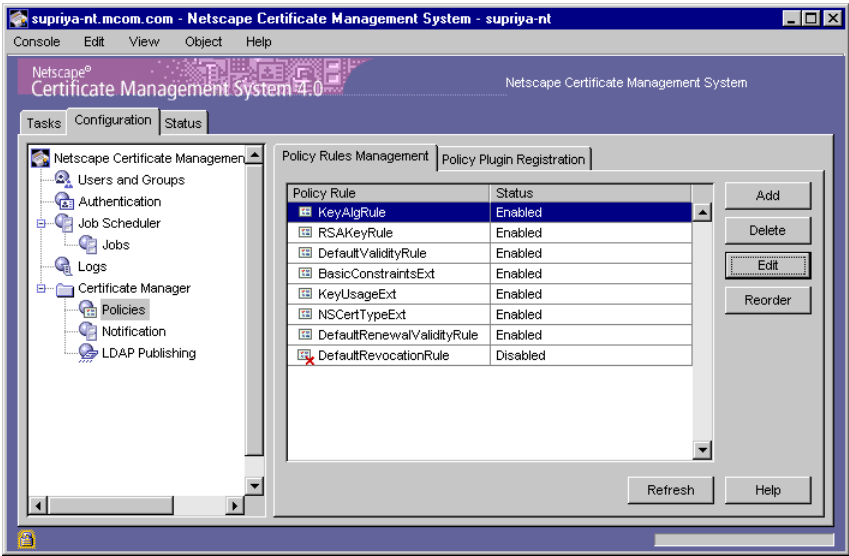 supriya-nt.mcom.com - Netscape Certificate Management System - supriya-nt
Console Edit View Object Help
Netscape®
Certificate Management System 4.0
Netscape Certificate Management System
Tasks Configuration Status
Netscape Certificate Managemen
Users and Groups
Authentication
Job Scheduler
Jobs
Logs
Certificate Manager
Policies
Notification
LDAP Publishing
Policy Rules Management Policy Plugin Registration
Policy Rule Status
KeyAlgRule Enabled
RSAKeyRule Enabled
DefaultValidityRule Enabled
BasicConstraintsExt Enabled
KeyUsageExt Enabled
NSCertTypeExt Enabled
DefaultRenewalValidityRule Enabled
DefaultRevocationRule Disabled
Add
Delete
Edit
Reorder
Refresh Help